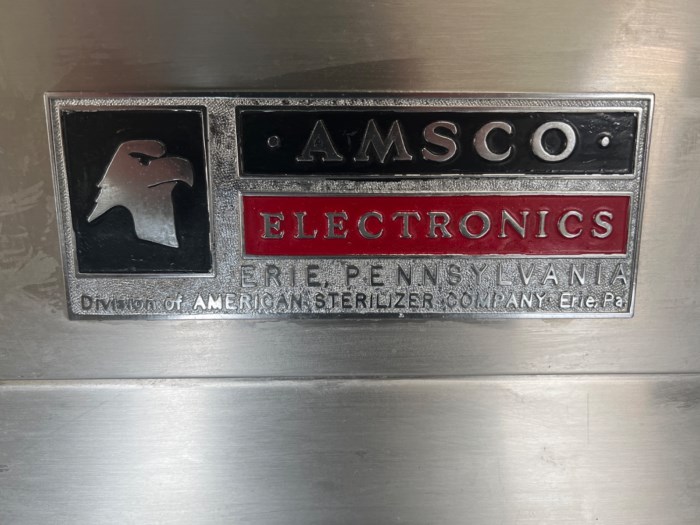 · AMSCO ·
ELECTRONICS
ERIE, PENNSYLVANIA
Division of AMERICAN STERILIZER COMPANY Erie, Pa.